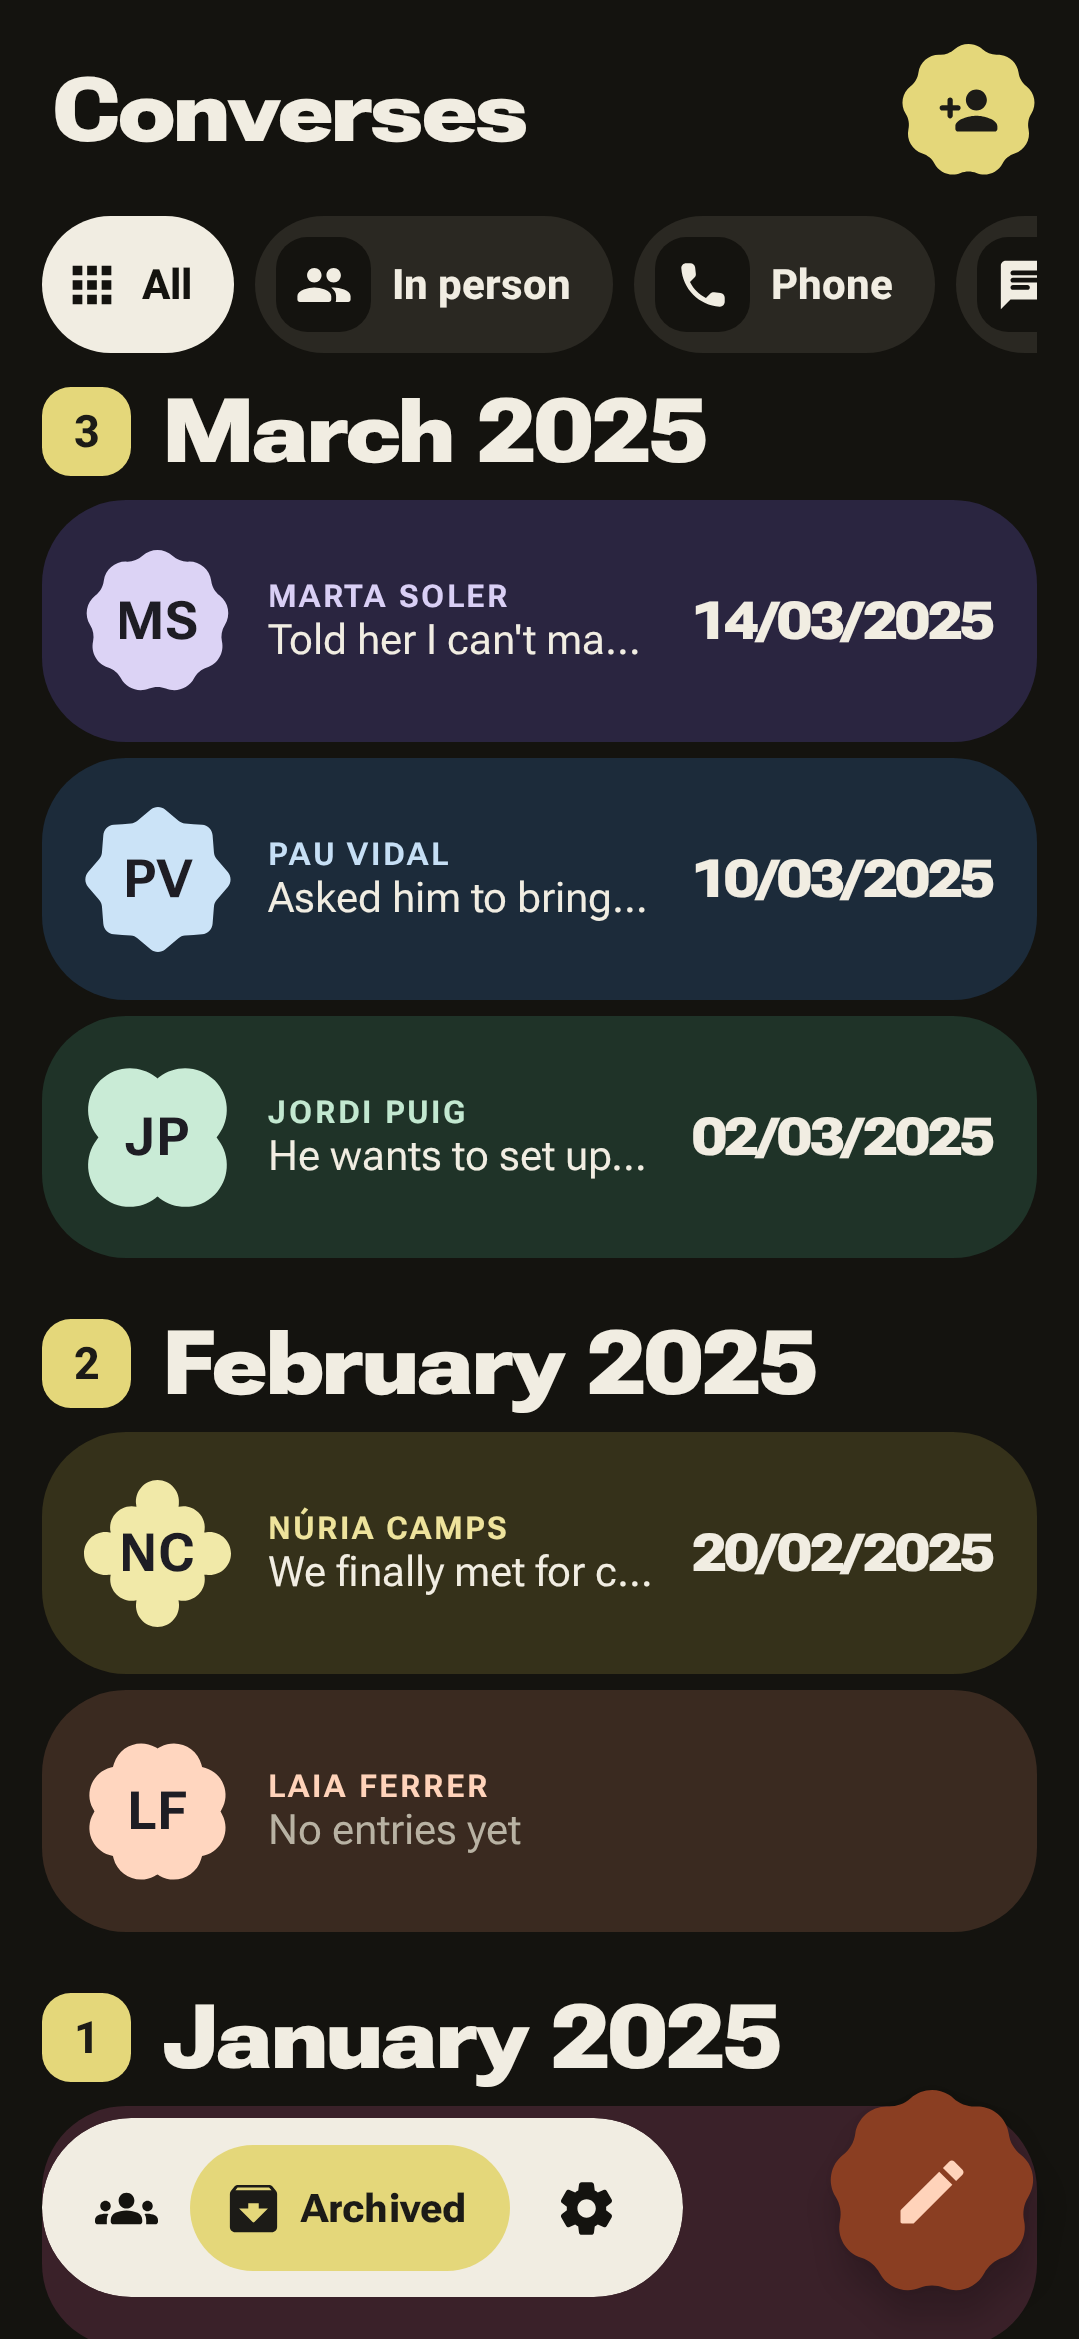 Converses
All
In person
Phone
3
March 2025
MS
MARTA SOLER
Told her I can't ma...
14/03/2025
PV
PAU VIDAL
Asked him to bring...
10/03/2025
JP
JORDI PUIG
He wants to set up...
02/03/2025
2
February 2025
NC
NÚRIA CAMPS
We finally met for c...
20/02/2025
LF
LAIA FERRER
No entries yet
1
January 2025
Archived